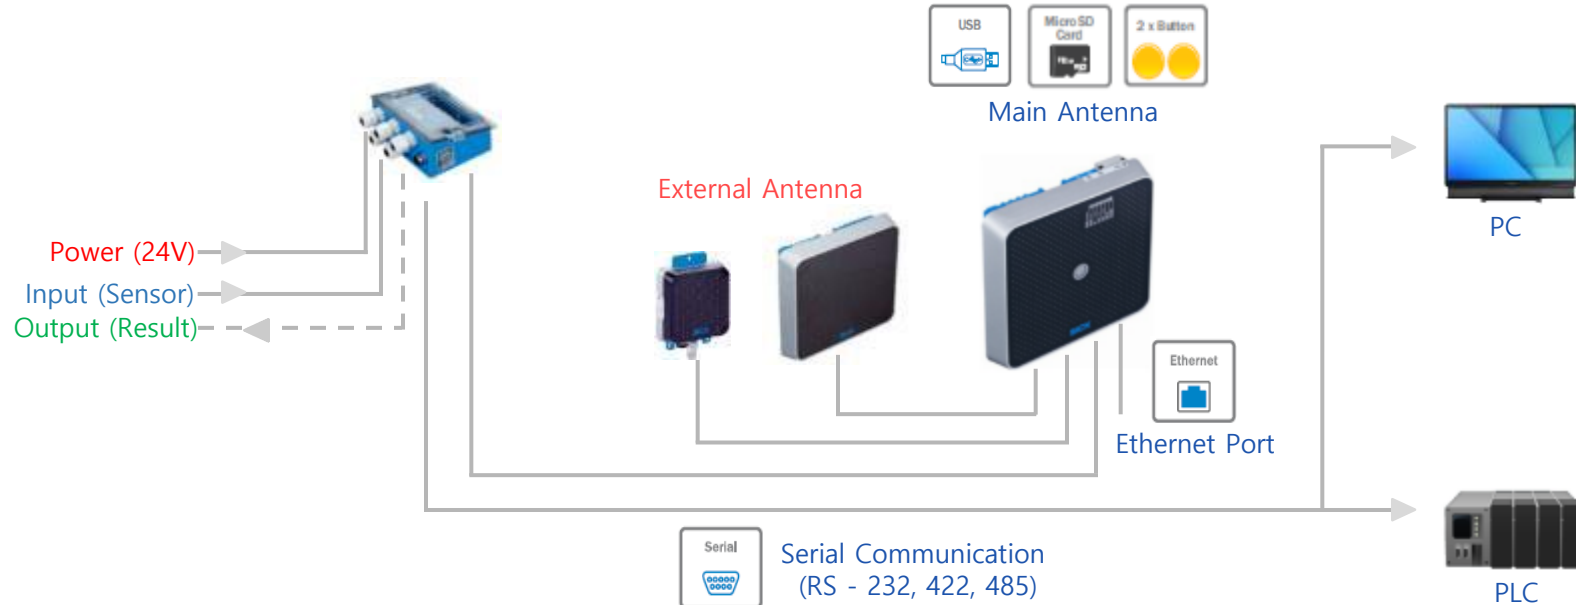 USB
Micro SD
Card
2 x Button
Main Antenna
External Antenna
PC
Power (24V)
Input (Sensor)
Output (Result)
Ethernet
Ethernet Port
Serial
Serial Communication
(RS - 232, 422, 485)
PLC